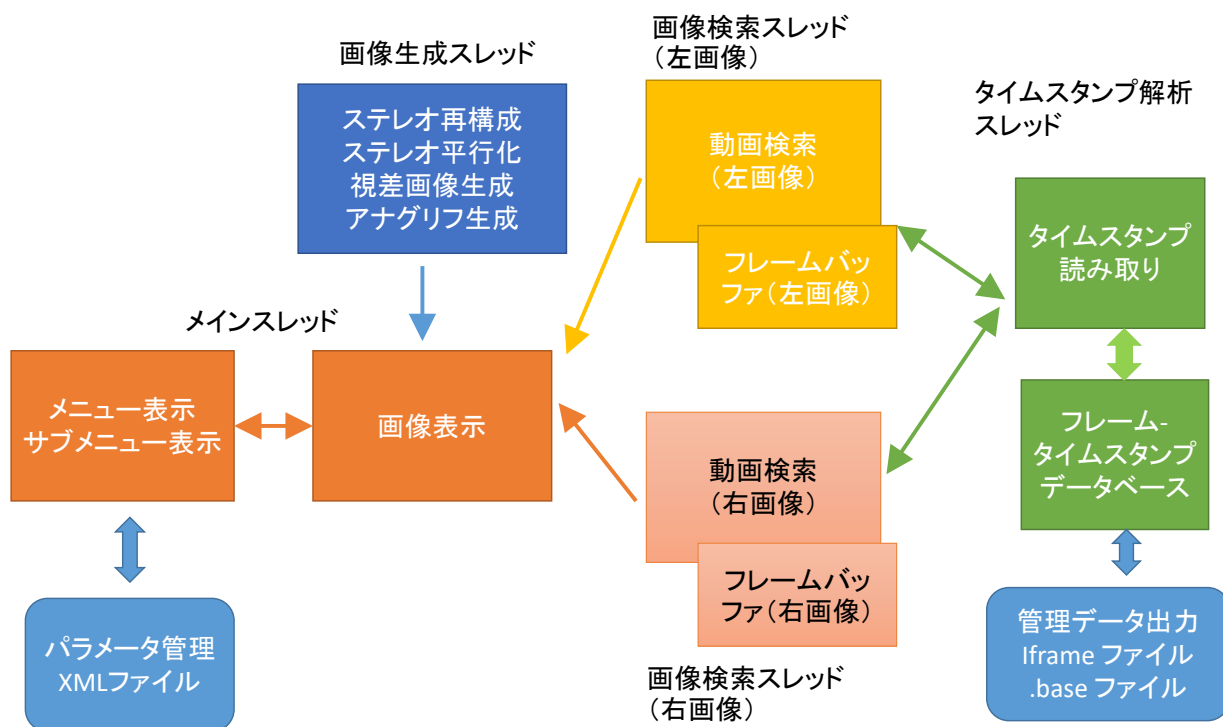 画像生成スレッド
ステレオ再構成
ステレオ平行化
視差画像生成
アナグリフ生成
画像検索スレッド
(左画像)
動画検索
(左画像)
フレームバッ
ファ(左画像)
タイムスタンプ解析
スレッド
タイムスタンプ
読み取り
メインスレッド
メニュー表示
サブメニュー表示
画像表示
動画検索
(右画像)
フレームバッ
ファ(右画像)
画像検索スレッド
(右画像)
フレーム-
タイムスタンプ
データベース
パラメータ管理
XMLファイル
管理データ出力
Iframe ファイル
.base ファイル